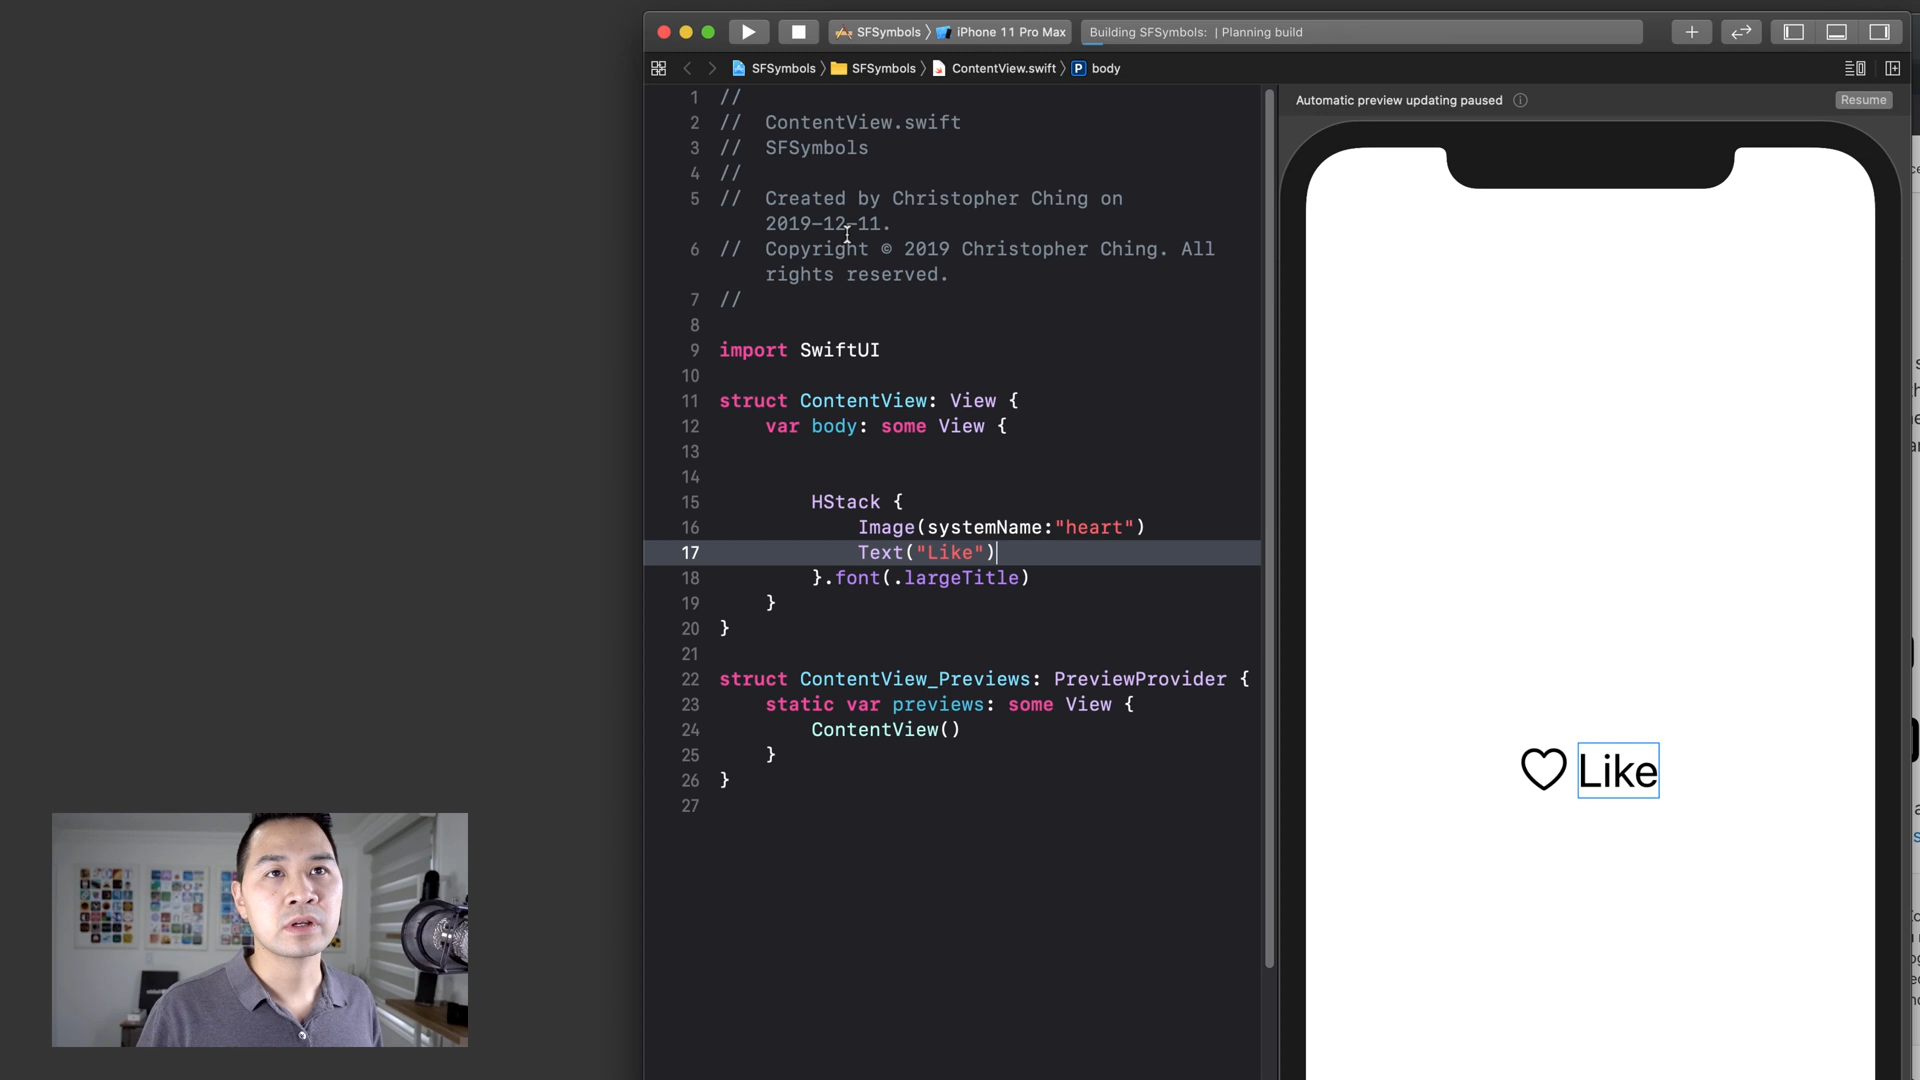 SFSymbols 〉 iPhone 11 Pro Max
Building SFSymbols: | Planning build
SFSymbols 〉 SFSymbols 〉 ContentView.swift 〉 P body
1 //
2 // ContentView.swift
3 // SFSymbols
4 //
5 // Created by Christopher Ching on
2019-12-11.
6 // Copyright © 2019 Christopher Ching. All
rights reserved.
7 //
8
9 import SwiftUI
10
11 struct ContentView: View {
12 var body: some View {
13
14
15 HStack {
16 Image(systemName:"heart")
17 Text("Like")
18 }.font(.largeTitle)
19 }
20 }
21
22 struct ContentView_Previews: PreviewProvider {
23 static var previews: some View {
24 ContentView()
25 }
26 }
27
Automatic preview updating paused
Resume
Like